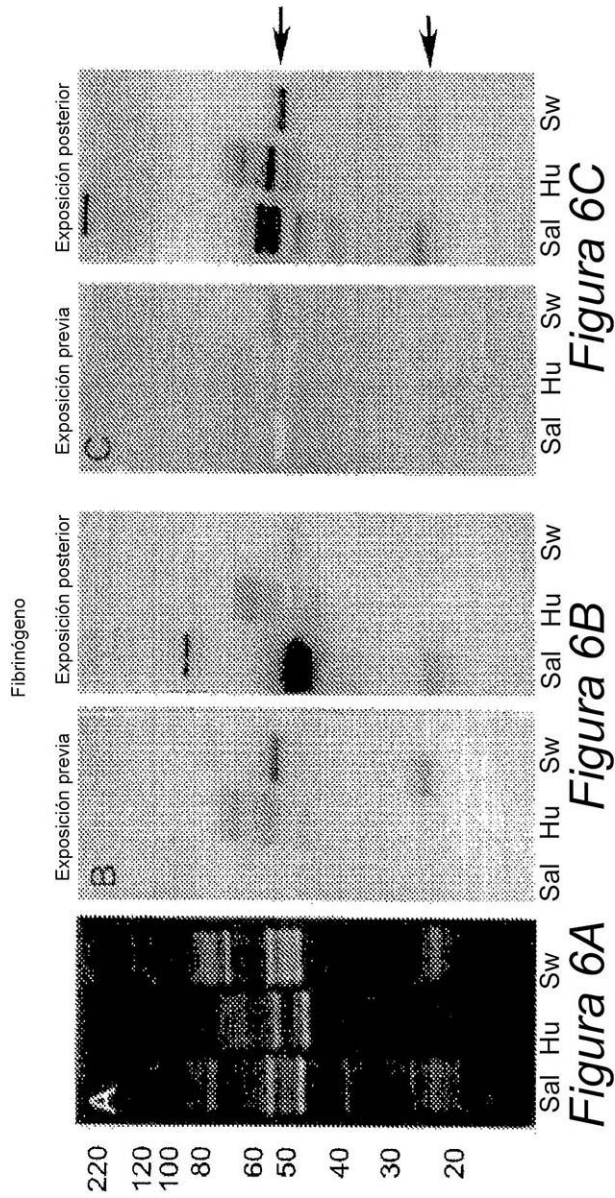 Fibrinógeno
Exposición previa
Exposición posterior
Exposición previa
Exposición posterior
A
B
C
220
120
100
80
60
50
40
30
20
Sal Hu Sw
Sal Hu Sw
Sal Hu Sw
Sal Hu Sw
Sal Hu Sw
Figura 6A
Figura 6B
Figura 6C